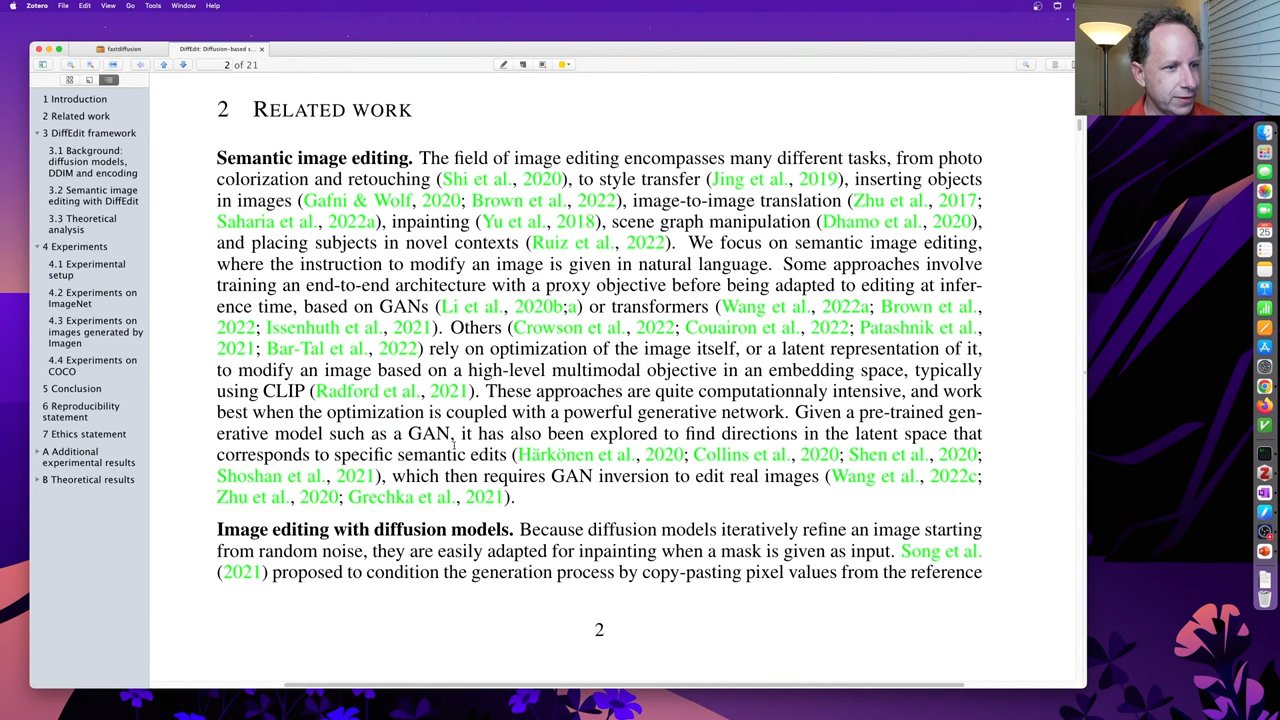 Zotero File Edit View Go Tools Window Help
fastdiffusion
DiffEdit: Diffusion-based s...
2 of 21
1 Introduction
2 Related work
3 DiffEdit framework
3.1 Background:
diffusion models,
DDIM and encoding
3.2 Semantic image
editing with DiffEdit
3.3 Theoretical
analysis
4 Experiments
4.1 Experimental
setup
4.2 Experiments on
ImageNet
4.3 Experiments on
images generated by
Imagen
4.4 Experiments on
COCO
5 Conclusion
6 Reproducibility
statement
7 Ethics statement
A Additional
experimental results
B Theoretical results
2 RELATED WORK
Semantic image editing. The field of image editing encompasses many different tasks, from photo
colorization and retouching (Shi et al., 2020), to style transfer (Jing et al., 2019), inserting objects
in images (Gafni & Wolf, 2020; Brown et al., 2022), image-to-image translation (Zhu et al., 2017;
Saharia et al., 2022a), inpainting (Yu et al., 2018), scene graph manipulation (Dhamo et al., 2020),
and placing subjects in novel contexts (Ruiz et al., 2022). We focus on semantic image editing,
where the instruction to modify an image is given in natural language. Some approaches involve
training an end-to-end architecture with a proxy objective before being adapted to editing at infer-
ence time, based on GANs (Li et al., 2020b;a) or transformers (Wang et al., 2022a; Brown et al.,
2022; Issenhuth et al., 2021). Others (Crowson et al., 2022; Couairon et al., 2022; Patashnik et al.,
2021; Bar-Tal et al., 2022) rely on optimization of the image itself, or a latent representation of it,
to modify an image based on a high-level multimodal objective in an embedding space, typically
using CLIP (Radford et al., 2021). These approaches are quite computationnaly intensive, and work
best when the optimization is coupled with a powerful generative network. Given a pre-trained gen-
erative model such as a GAN, it has also been explored to find directions in the latent space that
corresponds to specific semantic edits (Härkönen et al., 2020; Collins et al., 2020; Shen et al., 2020;
Shoshan et al., 2021), which then requires GAN inversion to edit real images (Wang et al., 2022c;
Zhu et al., 2020; Grechka et al., 2021).
Image editing with diffusion models. Because diffusion models iteratively refine an image starting
from random noise, they are easily adapted for inpainting when a mask is given as input. Song et al.
(2021) proposed to condition the generation process by copy-pasting pixel values from the reference
2